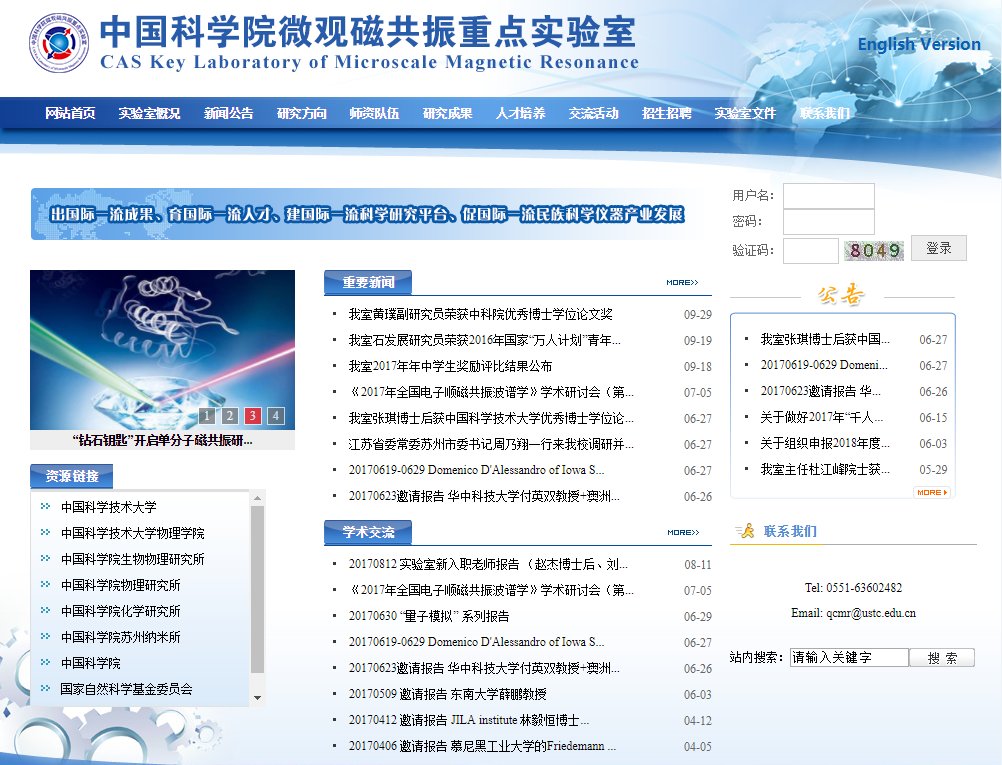 中国科学院微观磁共振重点实验室
CAS Key Laboratory of Microscale Magnetic Resonance
English Version
网站首页 实验室概况 新闻公告 研究方向 师资队伍 研究成果 人才培养 交流活动 招生招聘 实验室文件 联系我们
出国际一流成果、育国际一流人才、建国际一流科学研究平台、促国际一流民族科学仪器产业发展
用户名：
密码：
验证码： 8049 登录
1 2 3 4
“钻石钥匙”开启单分子磁共振研...
资源链接
中国科学技术大学
中国科学技术大学物理学院
中国科学院生物物理研究所
中国科学院物理研究所
中国科学院化学研究所
中国科学院苏州纳米所
中国科学院
国家自然科学基金委员会
重要新闻 MORE>>
我室黄璞副研究员荣获中科院优秀博士学位论文奖 09-29
我室石发展研究员荣获2016年国家“万人计划”青年... 09-19
我室2017年年中学生奖励评比结果公布 09-18
《2017年全国电子顺磁共振波谱学》学术研讨会（第... 07-05
我室张琪博士后获中国科学技术大学优秀博士学位论... 06-27
江苏省委常委苏州市委书记周乃翔一行来我校调研并... 06-27
20170619-0629 Domenico D'Alessandro of Iowa S... 06-27
20170623邀请报告 华中科技大学付英双教授+澳洲... 06-26
学术交流 MORE>>
20170812 实验室新入职老师报告 （赵杰博士后、刘... 08-11
《2017年全国电子顺磁共振波谱学》学术研讨会（第... 07-05
20170630 “量子模拟” 系列报告 06-29
20170619-0629 Domenico D'Alessandro of Iowa S... 06-27
20170623邀请报告 华中科技大学付英双教授+澳洲... 06-26
20170509 邀请报告 东南大学薛鹏教授 06-03
20170412 邀请报告 JILA institute 林毅恒博士... 04-12
20170406 邀请报告 慕尼黑工业大学的Friedemann ... 04-05
公告
我室张琪博士后获中国... 06-27
20170619-0629 Domeni... 06-27
20170623邀请报告 华... 06-26
关于做好2017年“千人... 06-15
关于组织申报2018年度... 06-03
我室主任杜江峰院士获... 05-29
MORE
联系我们
Tel: 0551-63602482
Email: qcmr@ustc.edu.cn
站内搜索： 请输入关键字 搜 索